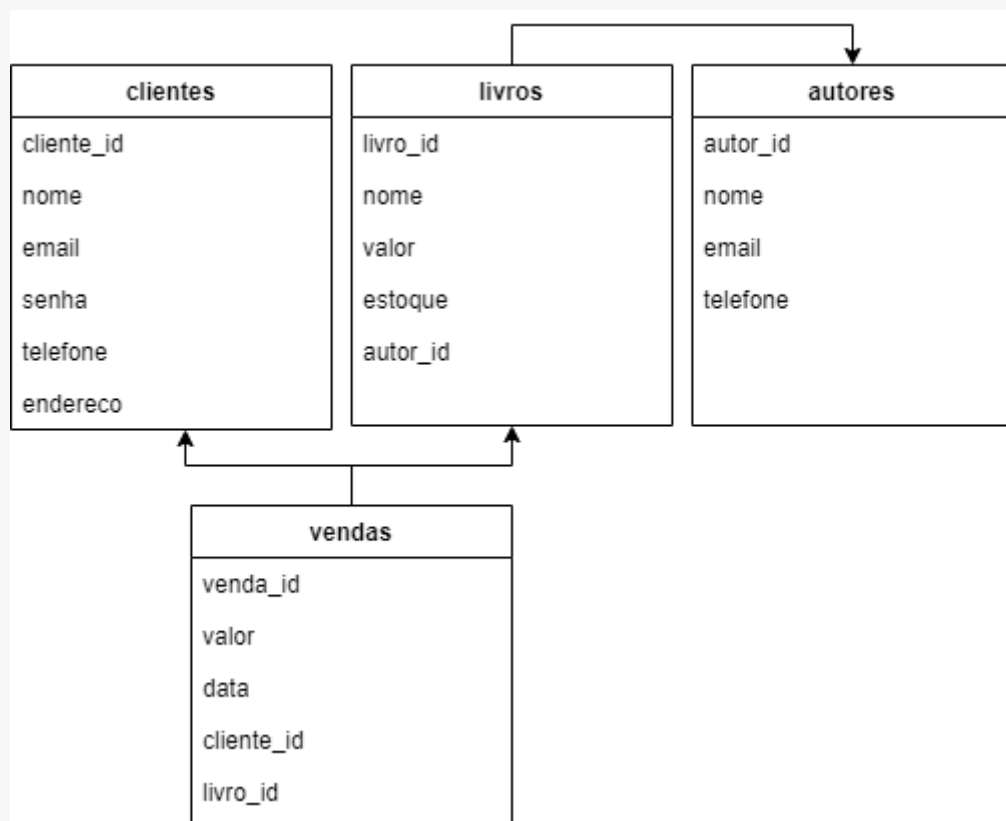 clientes
cliente_id
nome
email
senha
telefone
endereco
livros
livro_id
nome
valor
estoque
autor_id
autores
autor_id
nome
email
telefone
vendas
venda_id
valor
data
cliente_id
livro_id